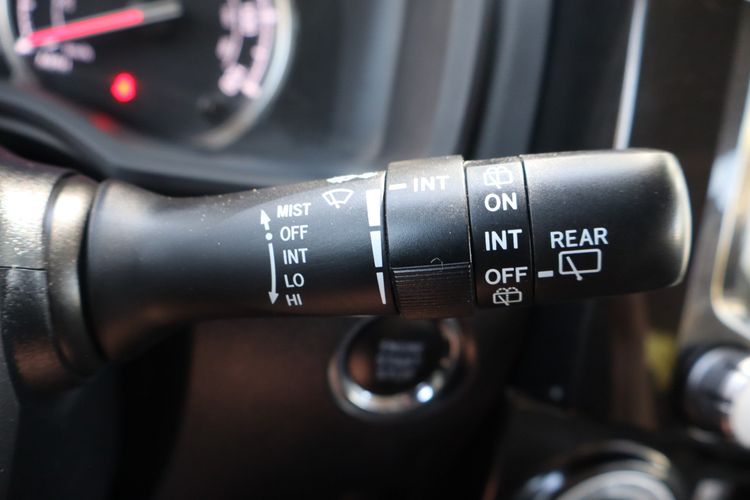 MIST
OFF
INT
LO
HI
INT
ON
INT
OFF
REAR